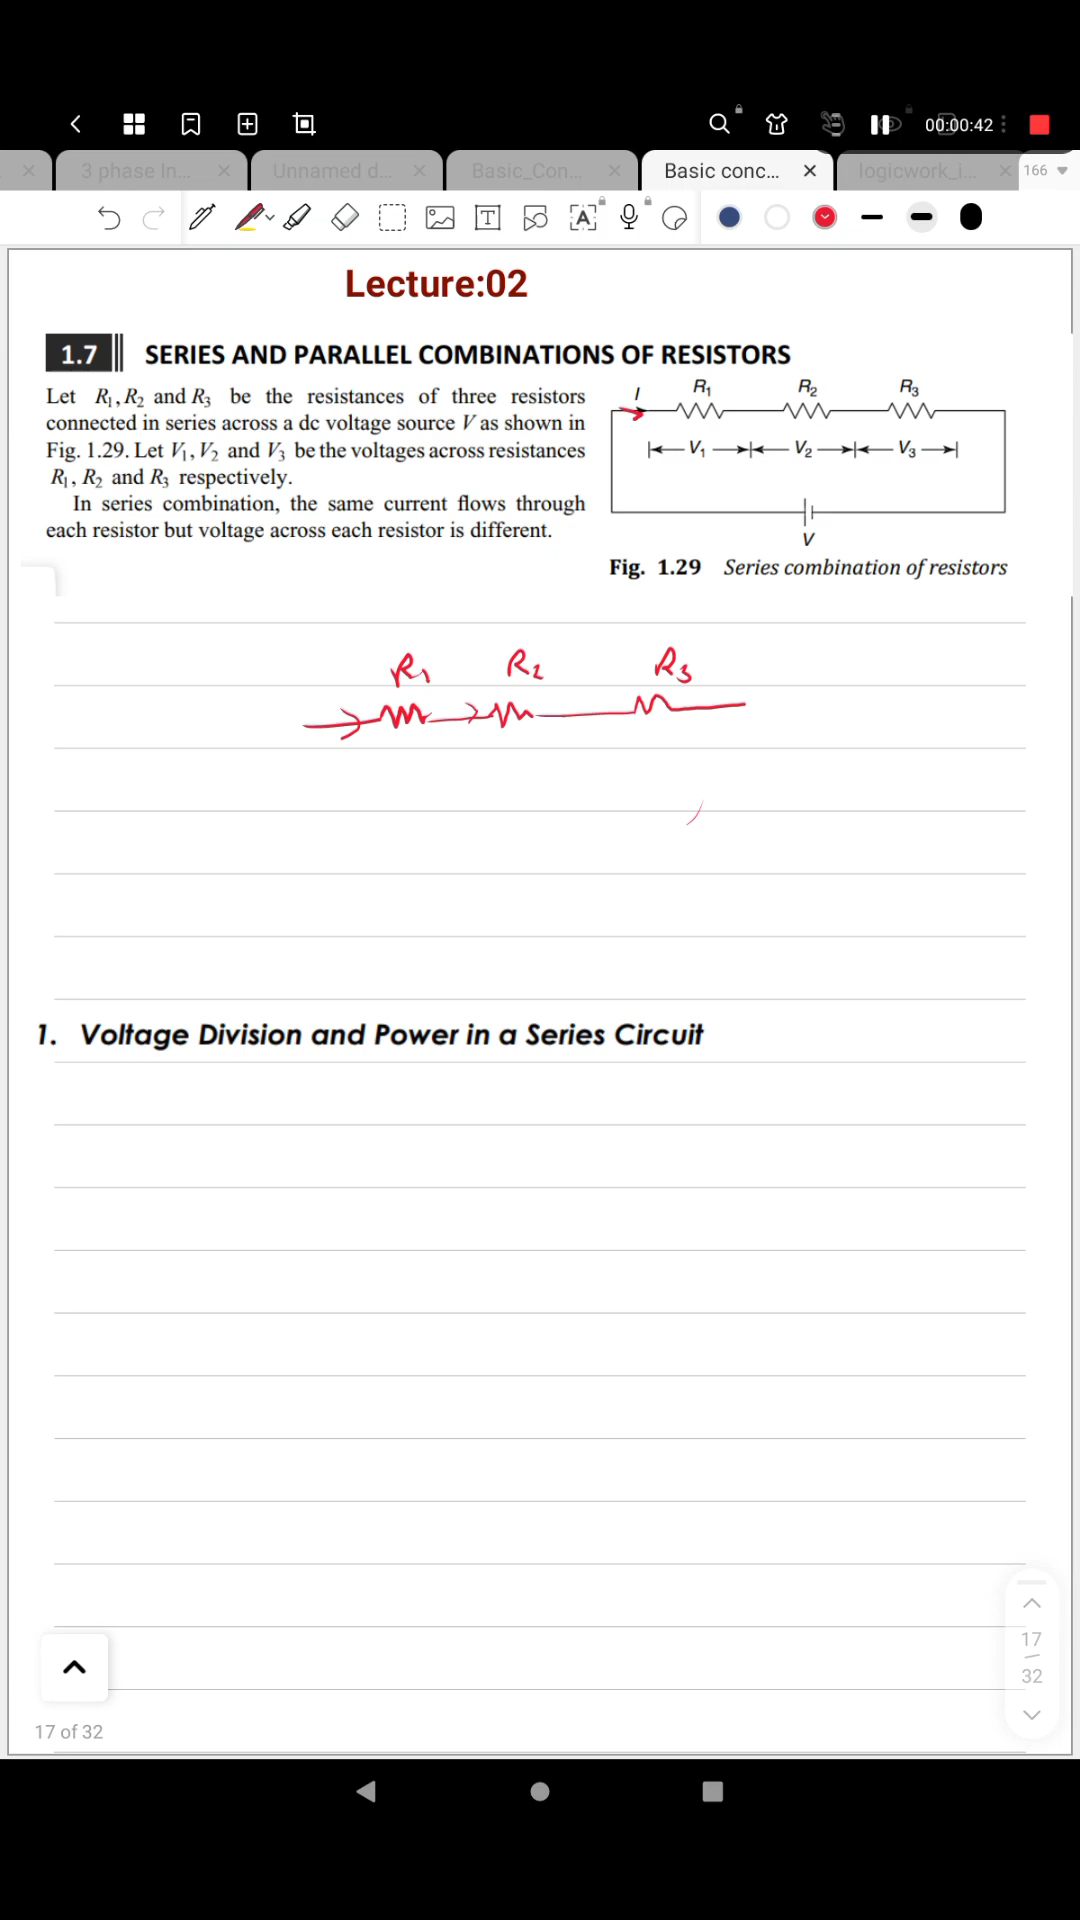 00:00:42
3 phase In...
Unnamed d...
Basic_Con...
Basic conc...
logicwork_i...
166
Lecture:02
1.7 SERIES AND PARALLEL COMBINATIONS OF RESISTORS
Let R₁, R₂ and R₃ be the resistances of three resistors
connected in series across a dc voltage source V as shown in
Fig. 1.29. Let V₁, V₂ and V₃ be the voltages across resistances
R₁, R₂ and R₃ respectively.
In series combination, the same current flows through
each resistor but voltage across each resistor is different.
I R₁ R₂ R₃
V₁ V₂ V₃
V
Fig. 1.29 Series combination of resistors
R₁ R₂ R₃
1. Voltage Division and Power in a Series Circuit
17
32
17 of 32